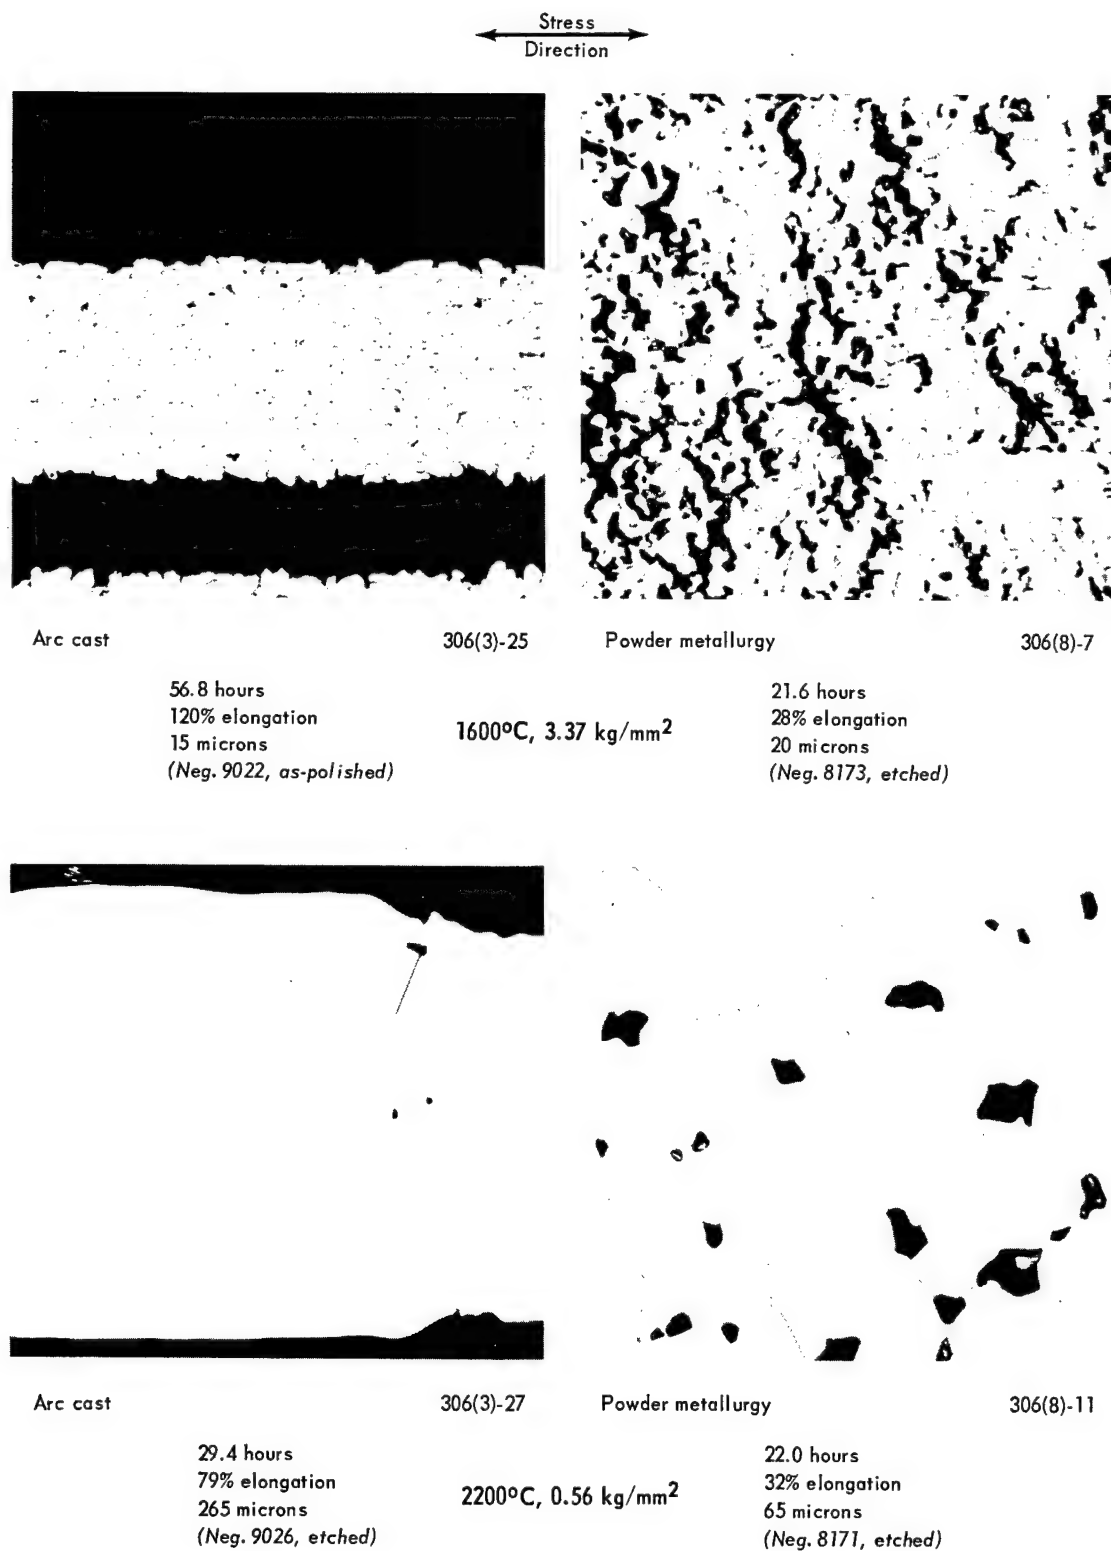 Stress
Direction
Arc cast 306(3)-25
Powder metallurgy 306(8)-7
56.8 hours
120% elongation
15 microns
(Neg. 9022, as-polished)
1600°C, 3.37 kg/mm²
21.6 hours
28% elongation
20 microns
(Neg. 8173, etched)
Arc cast 306(3)-27
Powder metallurgy 306(8)-11
29.4 hours
79% elongation
265 microns
(Neg. 9026, etched)
2200°C, 0.56 kg/mm²
22.0 hours
32% elongation
65 microns
(Neg. 8171, etched)